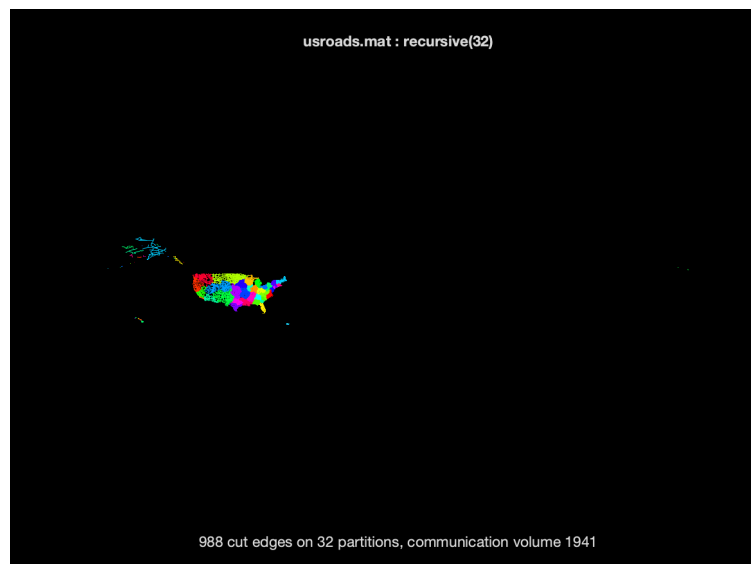 usroads.mat : recursive(32)
988 cut edges on 32 partitions, communication volume 1941